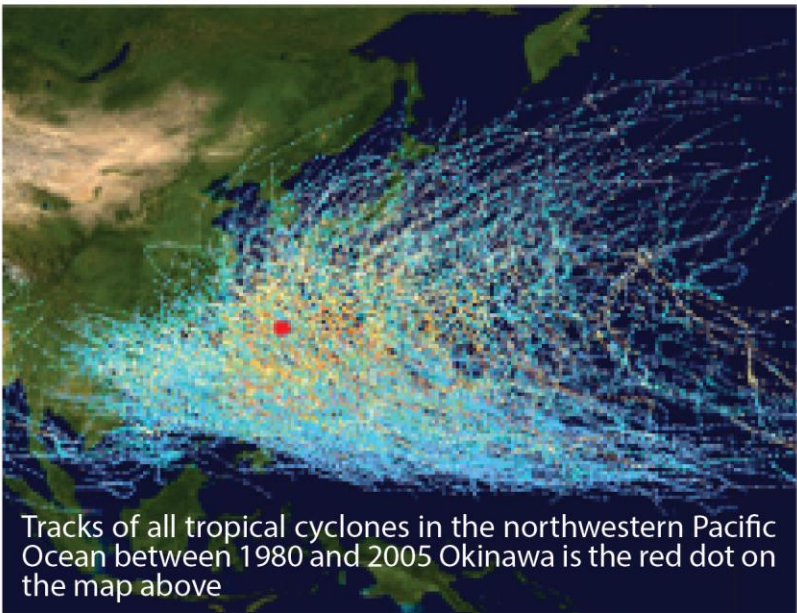 Tracks of all tropical cyclones in the northwestern Pacific
Ocean between 1980 and 2005 Okinawa is the red dot on
the map above